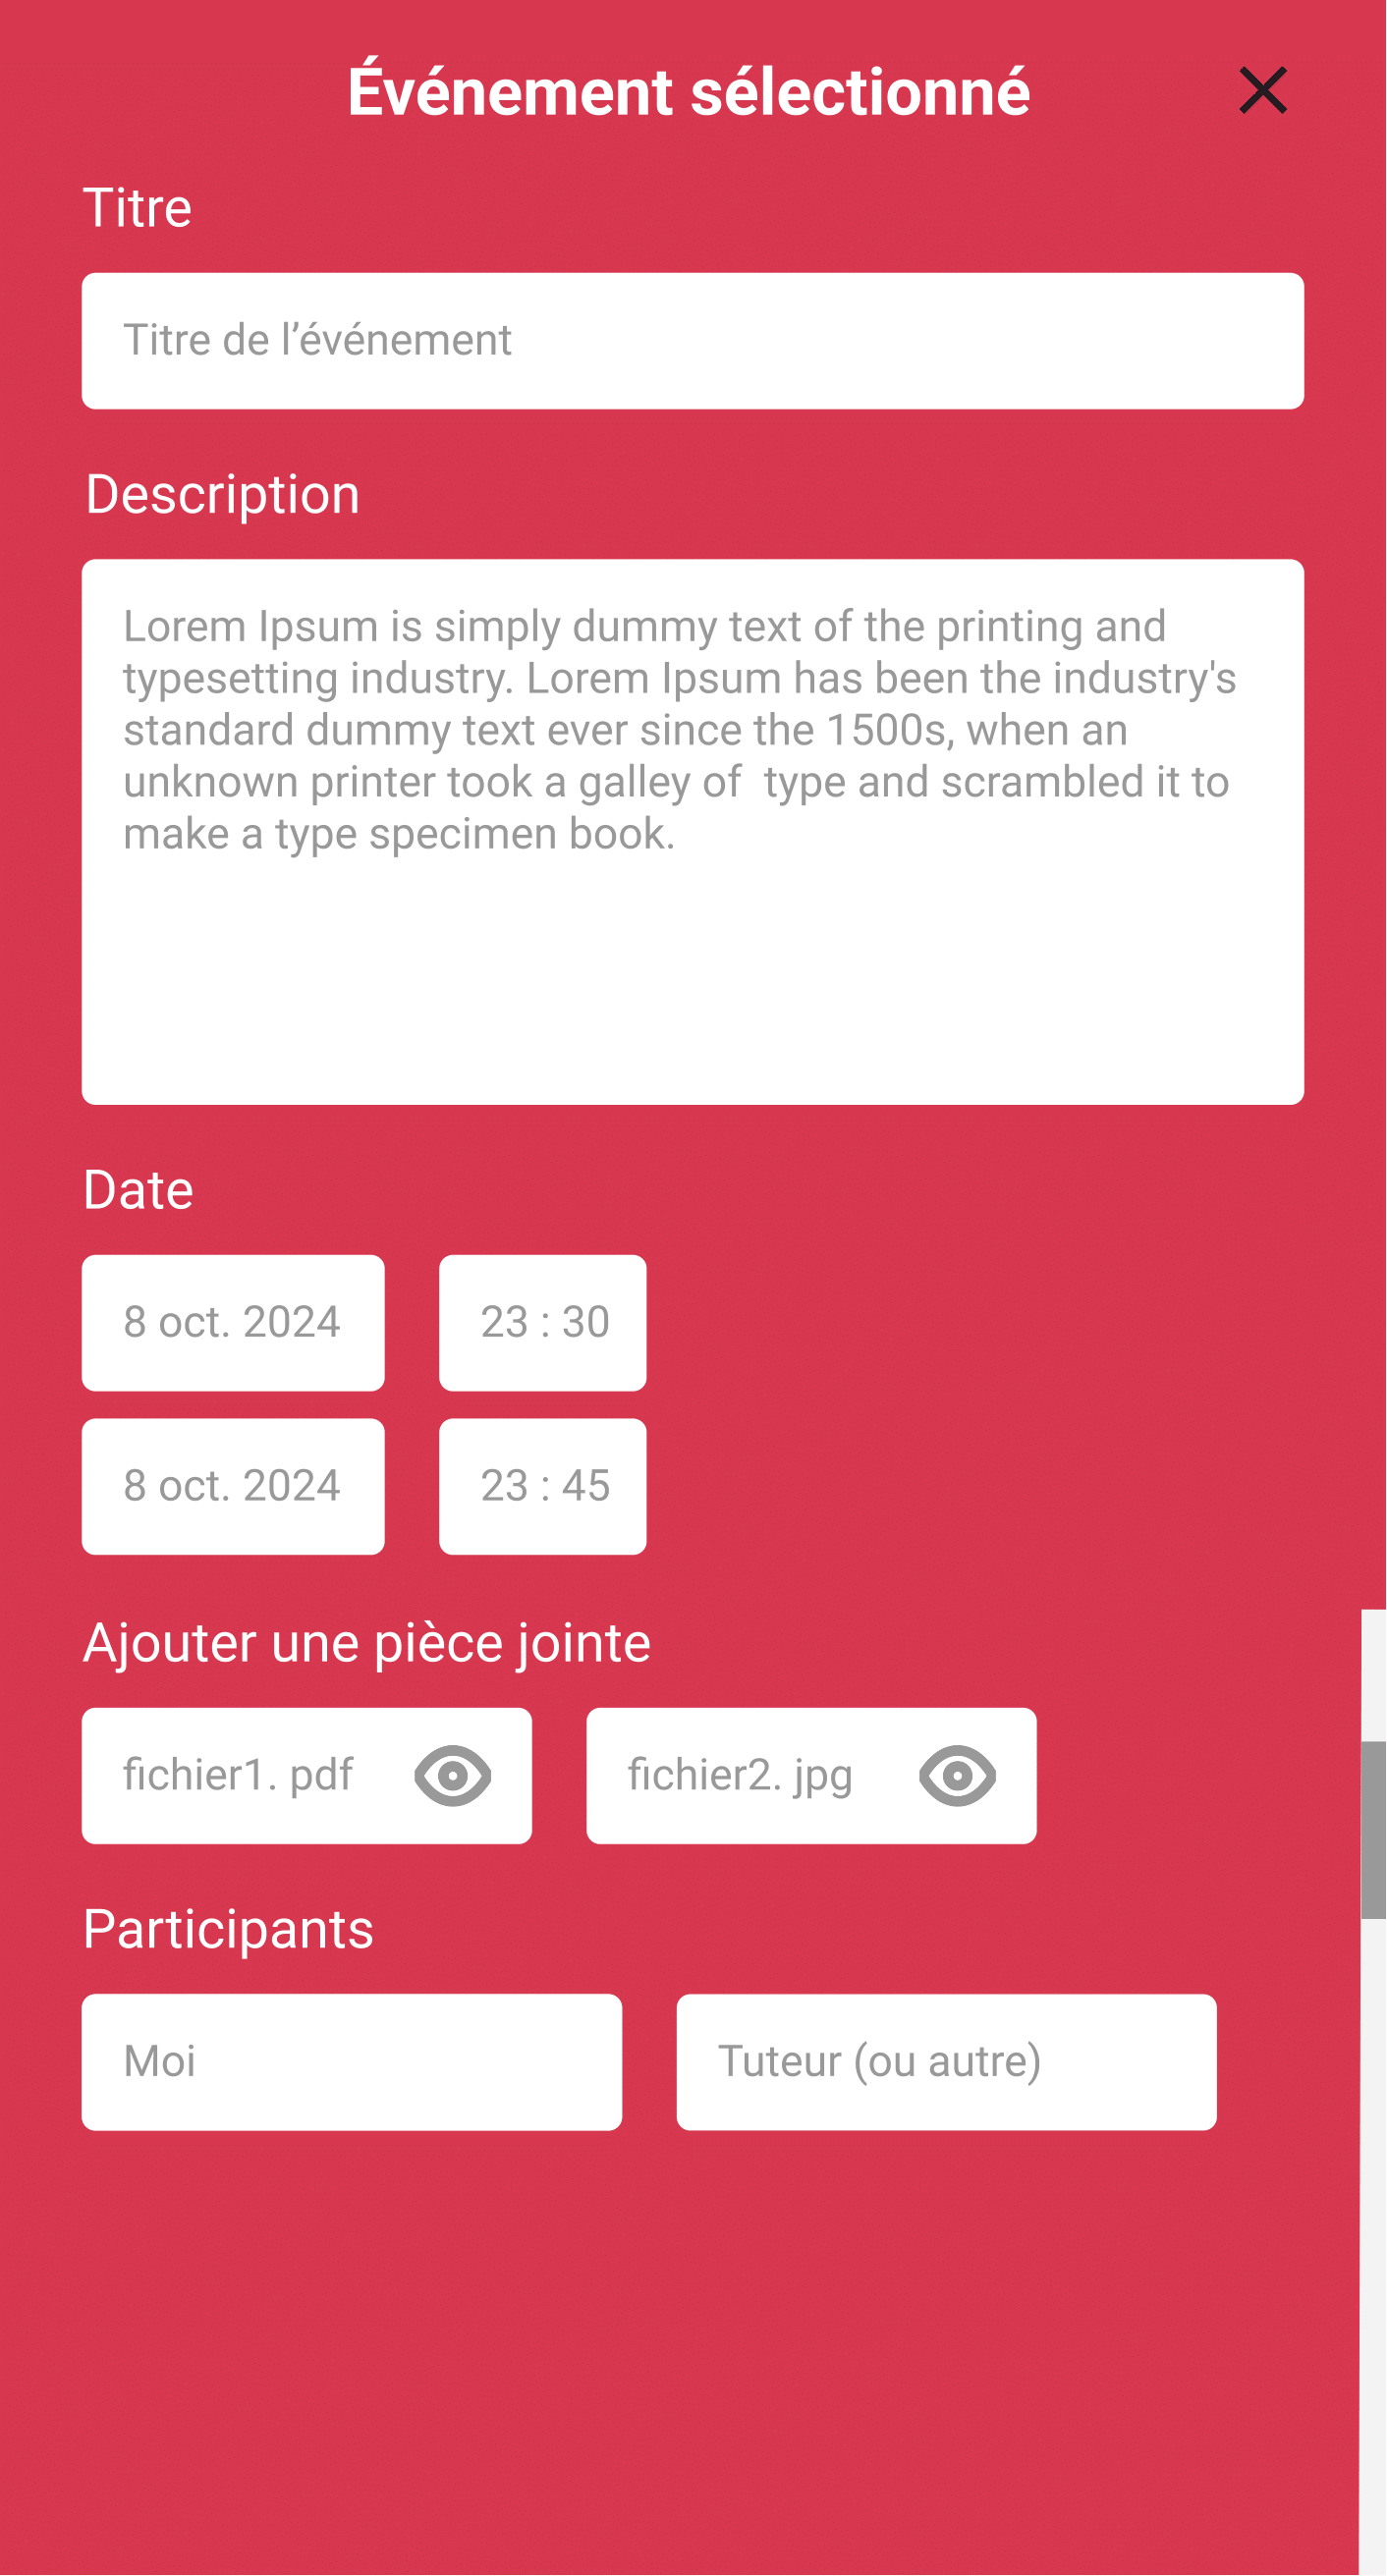 Événement sélectionné
Titre
Titre de l’événement
Description
Lorem Ipsum is simply dummy text of the printing and
typesetting industry. Lorem Ipsum has been the industry's
standard dummy text ever since the 1500s, when an
unknown printer took a galley of  type and scrambled it to
make a type specimen book.
Date
8 oct. 2024 23 : 30
8 oct. 2024 23 : 45
Ajouter une pièce jointe
fichier1. pdf fichier2. jpg
Participants
Moi Tuteur (ou autre)